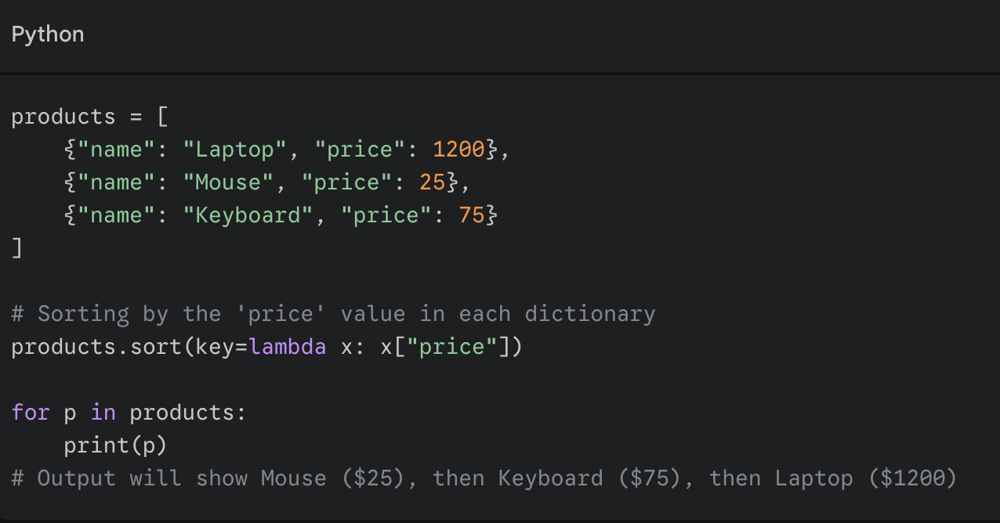 Python
products = [
    {"name": "Laptop", "price": 1200},
    {"name": "Mouse", "price": 25},
    {"name": "Keyboard", "price": 75}
]
# Sorting by the 'price' value in each dictionary
products.sort(key=lambda x: x["price"])
for p in products:
    print(p)
# Output will show Mouse ($25), then Keyboard ($75), then Laptop ($1200)